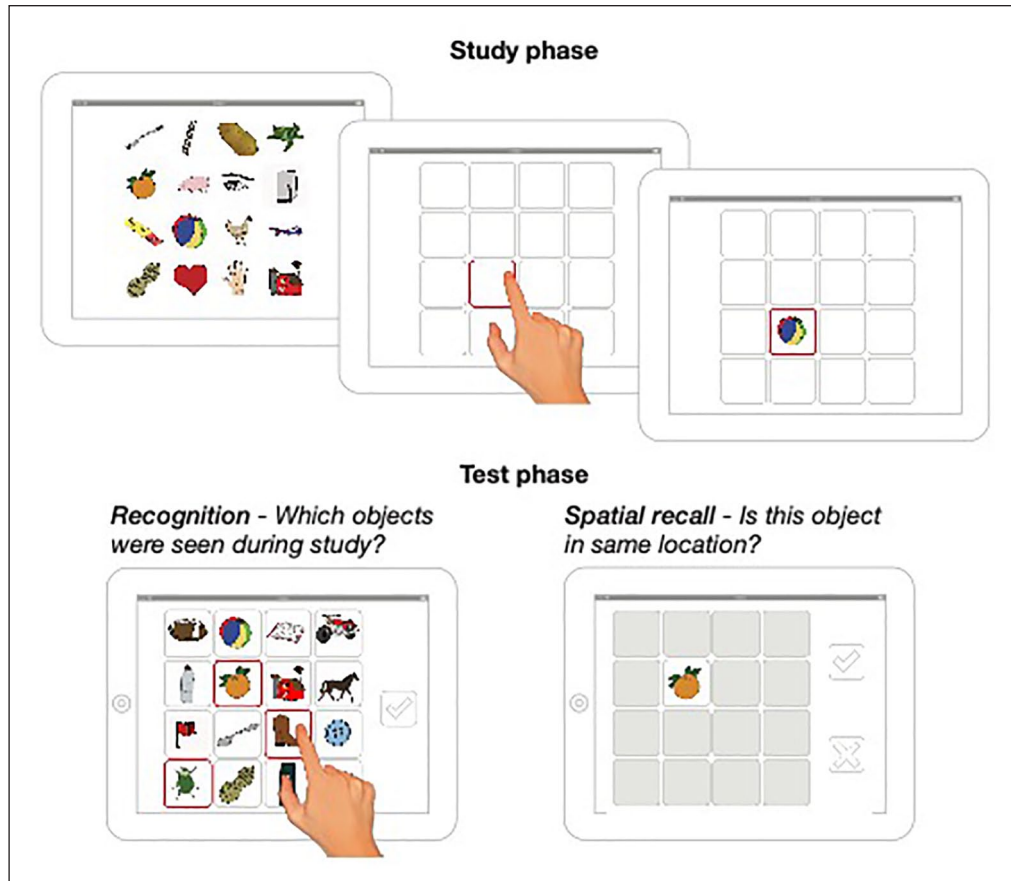 Study phase
Test phase
Recognition - Which objects
were seen during study?
Spatial recall - Is this object
in same location?